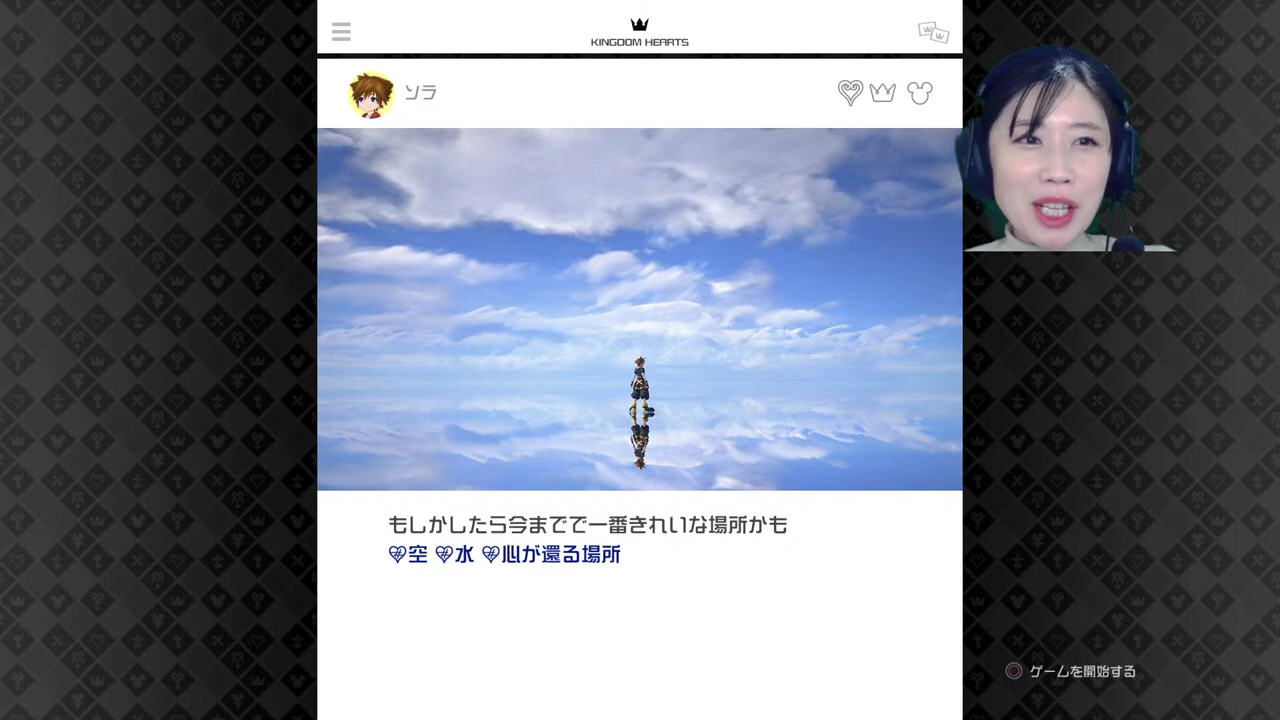 KINGDOM HEARTS
ソラ
もしかしたら今までで一番きれいな場所かも
空 水 心が還る場所
ゲームを開始する